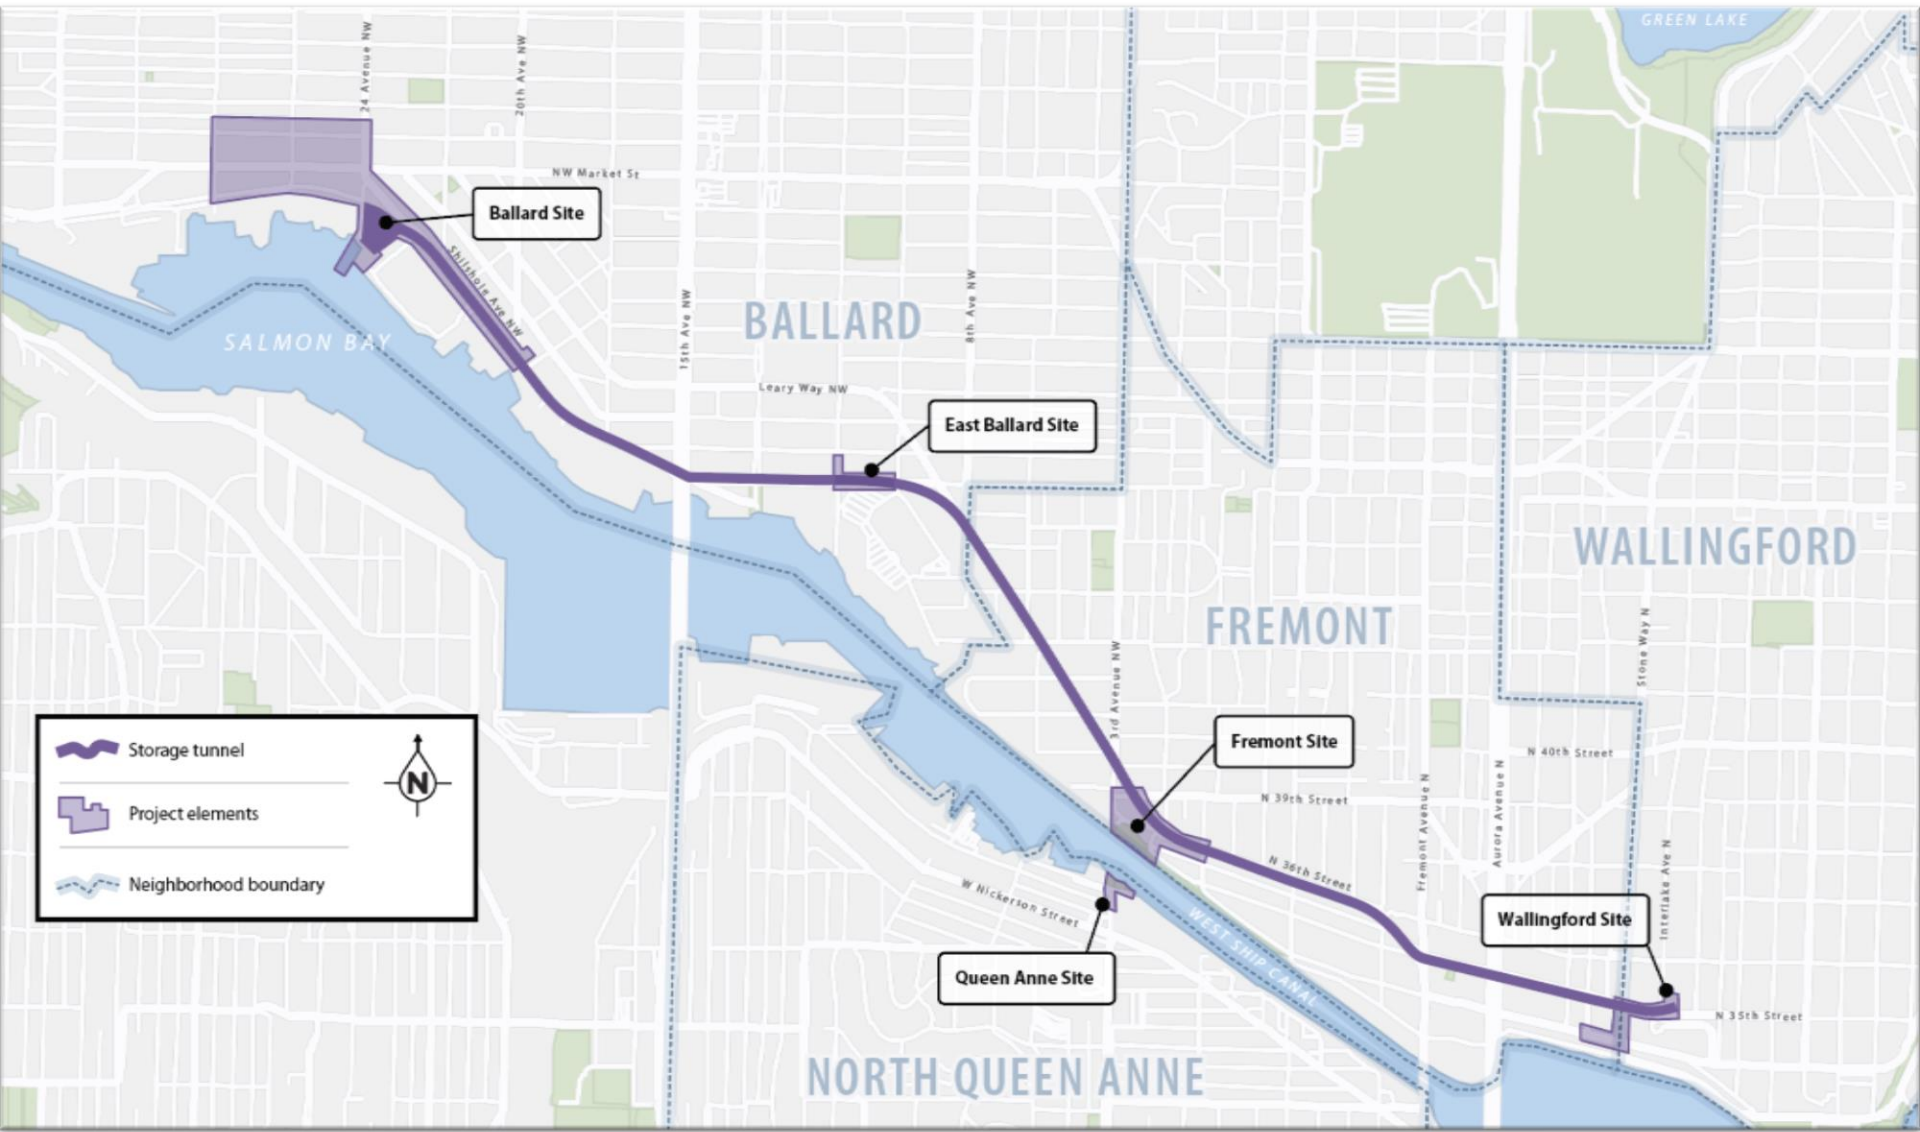 GREEN LAKE
24 Avenue NW
20th Ave NW
NW Market St
Ballard Site
Shilshole Ave NW
15th Ave NW
8th Ave NW
BALLARD
SALMON BAY
Leary Way NW
East Ballard Site
WALLINGFORD
FREMONT
Stone Way N
3rd Avenue NW
Fremont Site
N 40th Street
N 39th Street
Fremont Avenue N
Aurora Avenue N
Interlake Ave N
N 36th Street
Wallingford Site
W Nickerson Street
WEST SHIP CANAL
Queen Anne Site
N 35th Street
NORTH QUEEN ANNE
Storage tunnel
N
Project elements
Neighborhood boundary